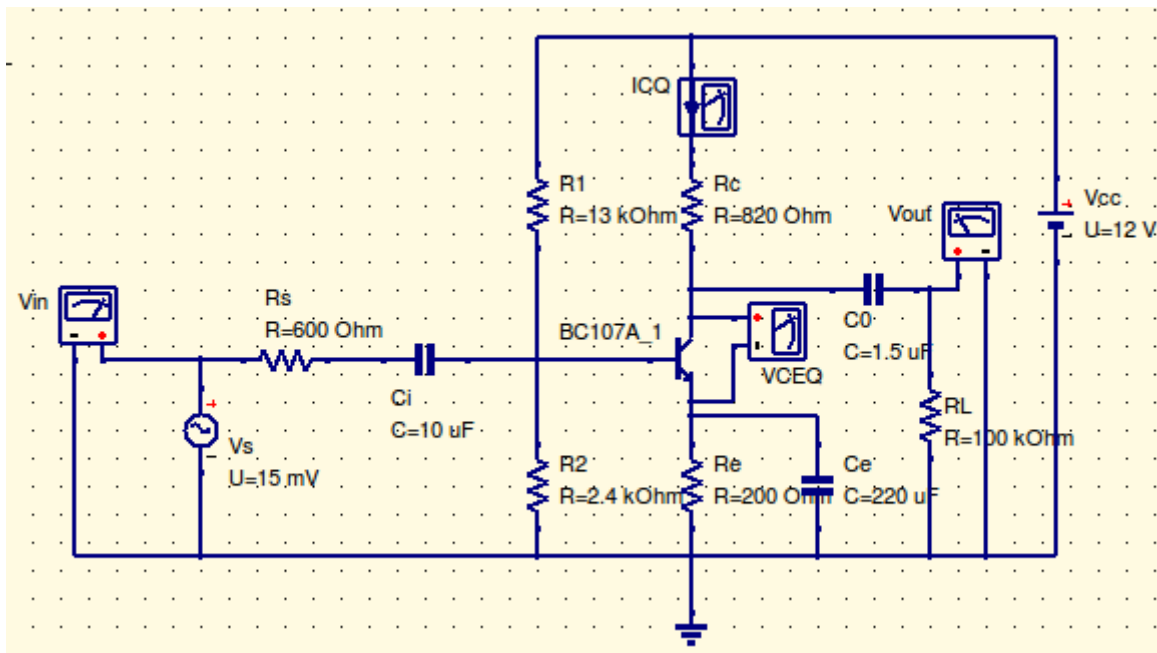 ICQ
R1
R=13 kOhm
Rc
R=820 Ohm
Vout
Vcc
U=12 V
Vin
Rs
R=600 Ohm
BC107A_1
C0
C=1.5 uF
VCEQ
Ci
C=10 uF
Vs
U=15 mV
RL
R=100 kOhm
R2
R=2.4 kOhm
Re
R=200 Ohm
Ce
C=220 uF